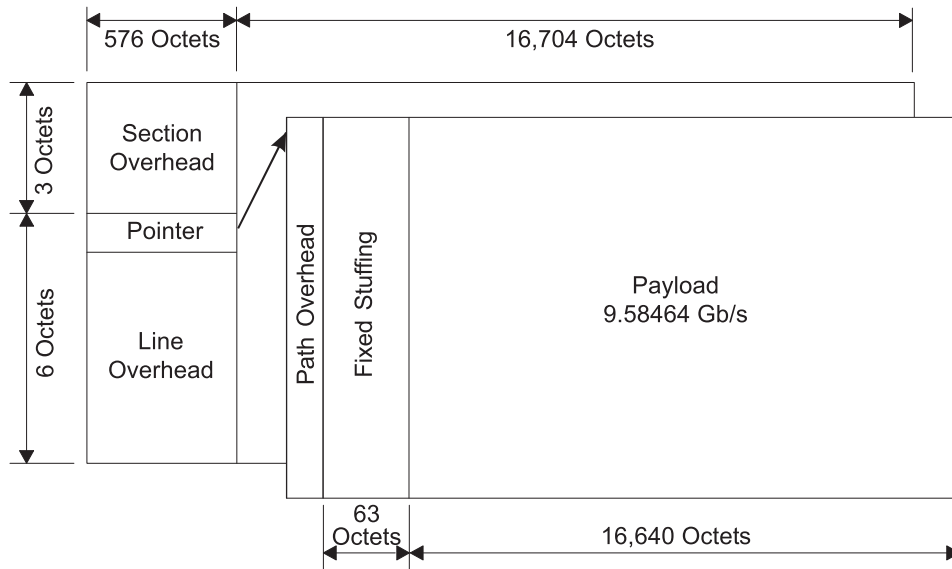 576 Octets
16,704 Octets
3 Octets
Section
Overhead
Pointer
6 Octets
Line
Overhead
Path Overhead
Fixed Stuffing
Payload
9.58464 Gb/s
63
Octets
16,640 Octets